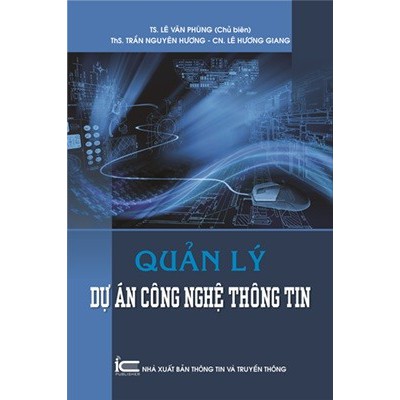 TS. LÊ VĂN PHÙNG (Chủ biên)
ThS. TRẦN NGUYÊN HƯƠNG - CN. LÊ HƯƠNG GIANG
QUẢN LÝ
DỰ ÁN CÔNG NGHỆ THÔNG TIN
ic
PUBLISHER
NHÀ XUẤT BẢN THÔNG TIN VÀ TRUYỀN THÔNG